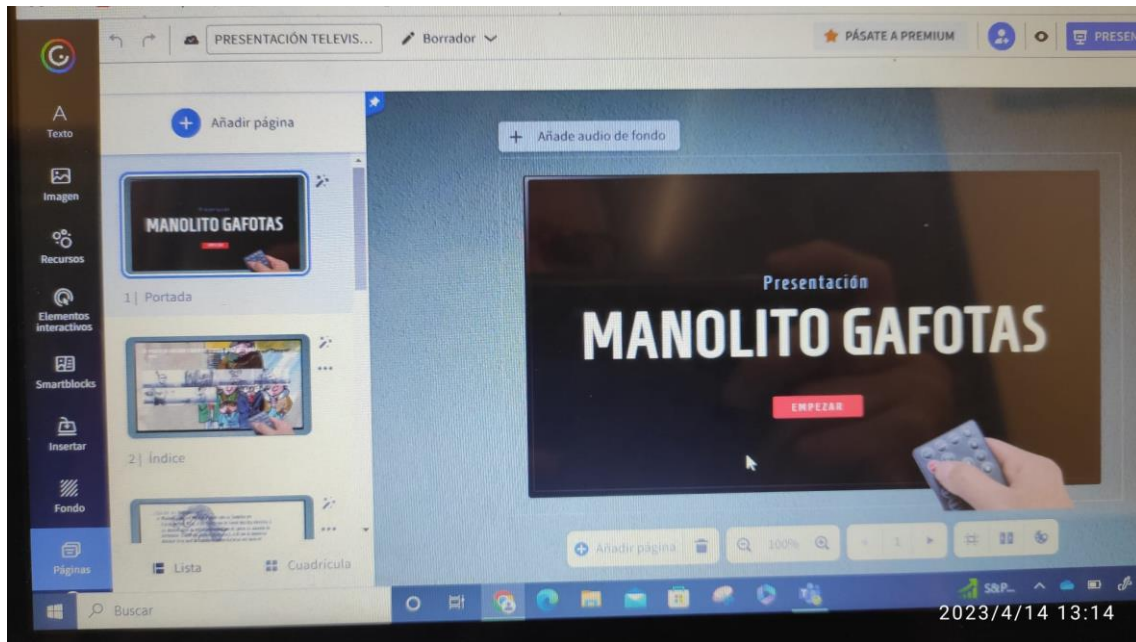 PRESENTACIÓN TELEVIS...
Borrador
PÁSATE A PREMIUM
PRESEN
Texto
Imagen
Recursos
Elementos
interactivos
Smartblocks
Insertar
Fondo
Páginas
Añadir página
MANOLITO GAFOTAS
1 | Portada
2 | Índice
Lista
Cuadrícula
Añade audio de fondo
Presentación
MANOLITO GAFOTAS
EMPEZAR
Añadir página
100%
1
Buscar
S&P...
2023/4/14 13:14